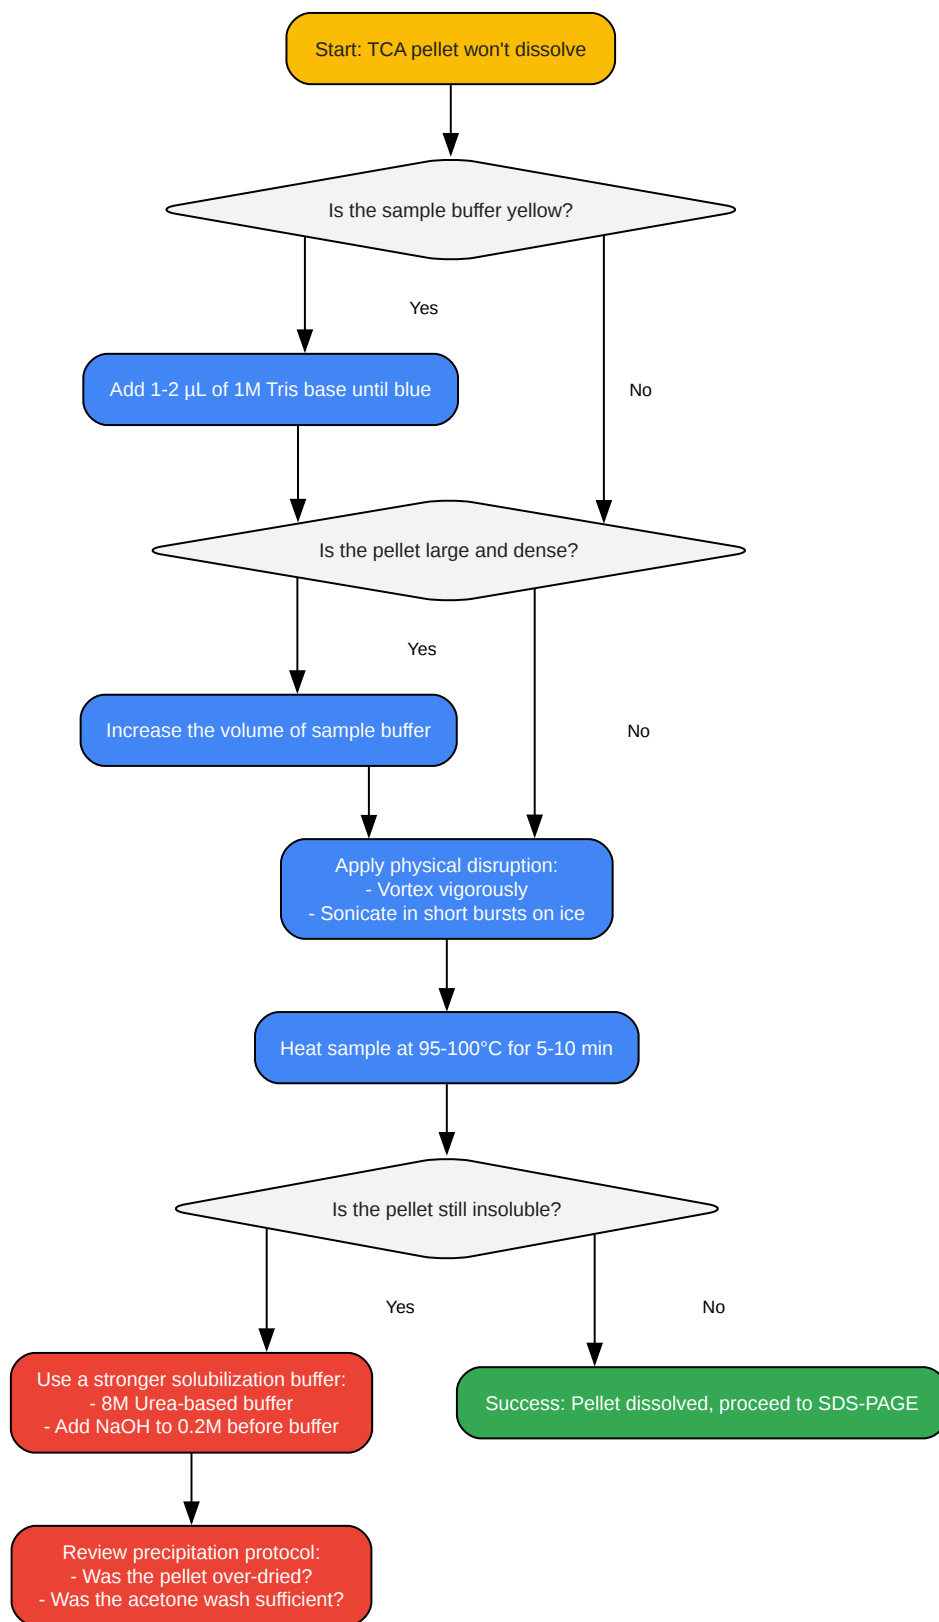 Start: TCA pellet won't dissolve
Is the sample buffer yellow?
Yes
Add 1-2 µL of 1M Tris base until blue
No
Is the pellet large and dense?
Yes
Increase the volume of sample buffer
No
Apply physical disruption:
- Vortex vigorously
- Sonicate in short bursts on ice
Heat sample at 95-100°C for 5-10 min
Is the pellet still insoluble?
Yes
No
Use a stronger solubilization buffer:
- 8M Urea-based buffer
- Add NaOH to 0.2M before buffer
Success: Pellet dissolved, proceed to SDS-PAGE
Review precipitation protocol:
- Was the pellet over-dried?
- Was the acetone wash sufficient?